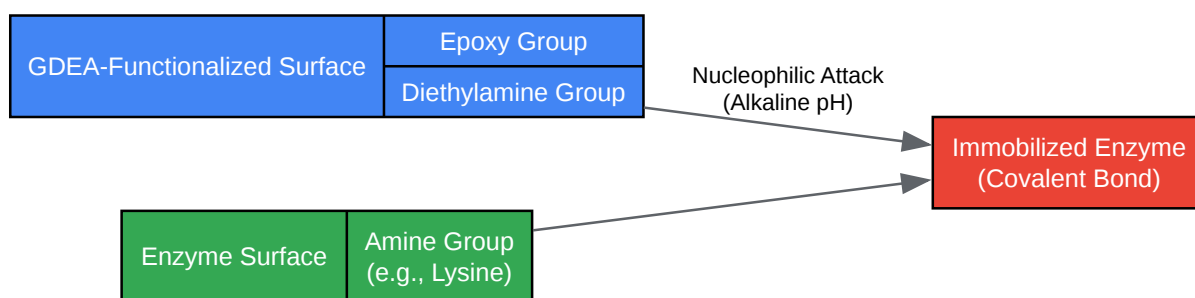 GDEA-Functionalized Surface
Epoxy Group
Diethylamine Group
Nucleophilic Attack
(Alkaline pH)
Immobilized Enzyme
(Covalent Bond)
Enzyme Surface
Amine Group
(e.g., Lysine)